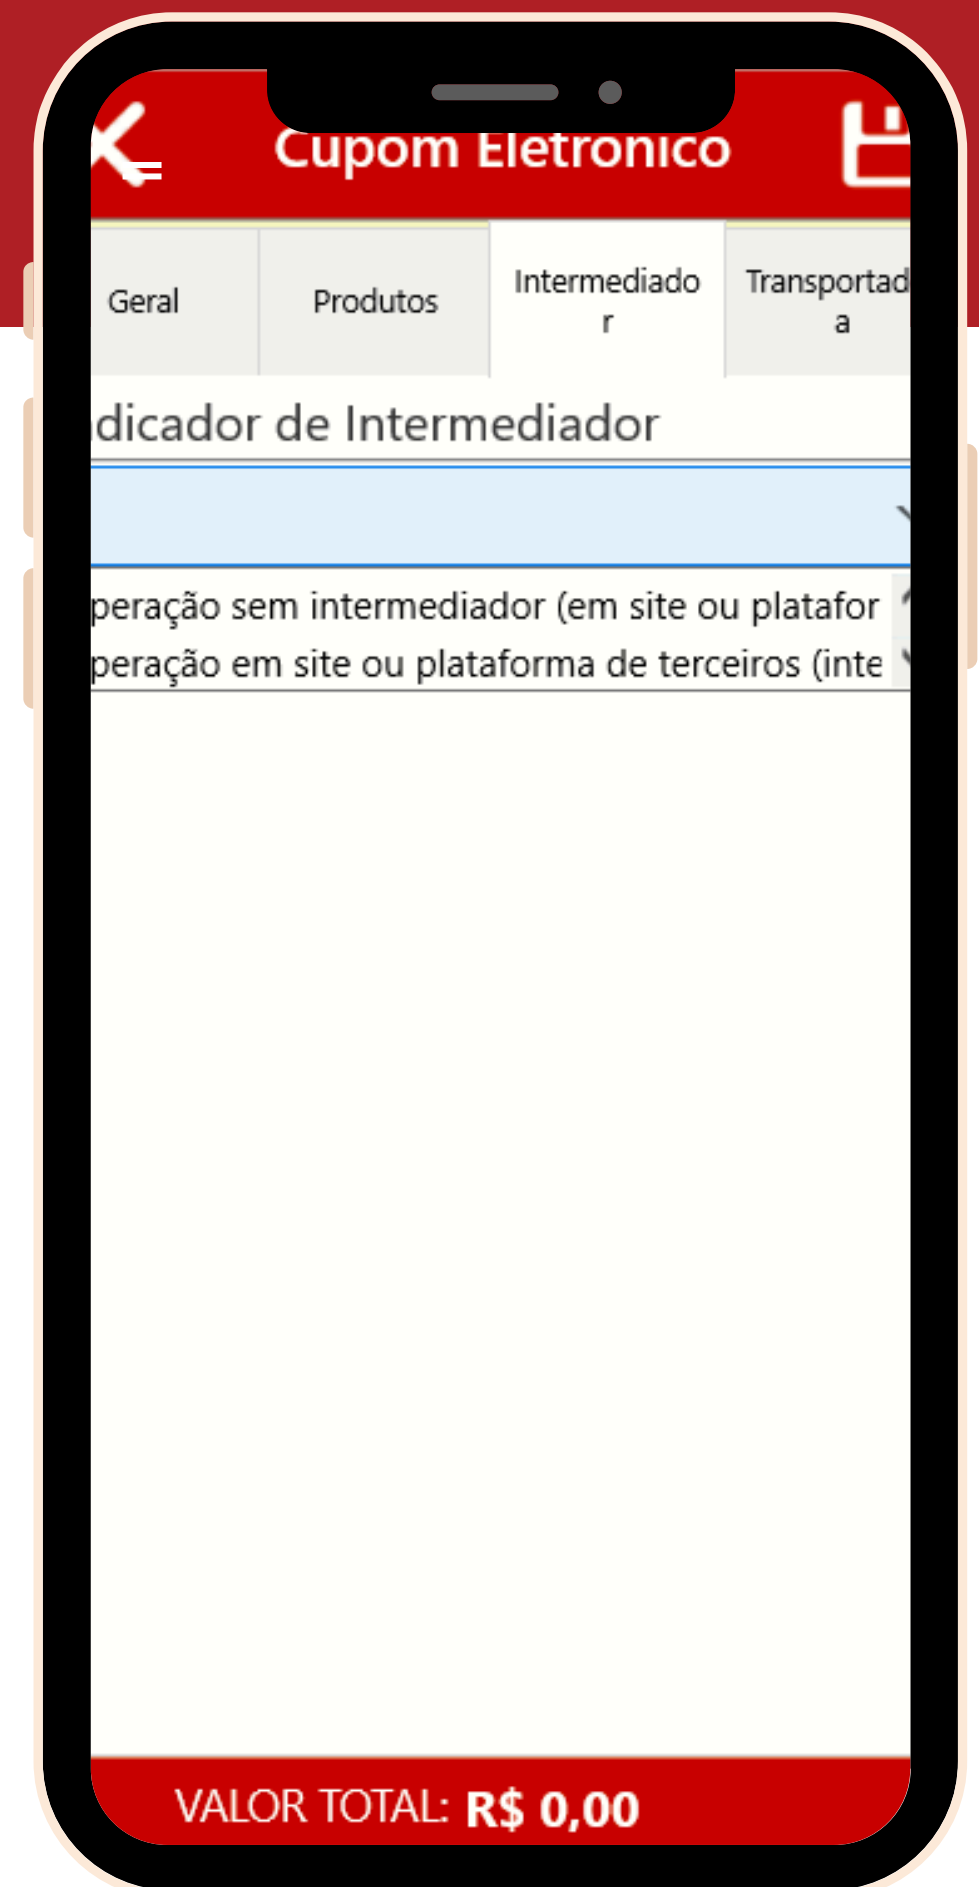 Cupom Eletrônico
Geral
Produtos
Intermediado
r
Transportad
a
dicador de Intermediador
peração sem intermediador (em site ou platafor
peração em site ou plataforma de terceiros (inte
VALOR TOTAL: R$ 0,00